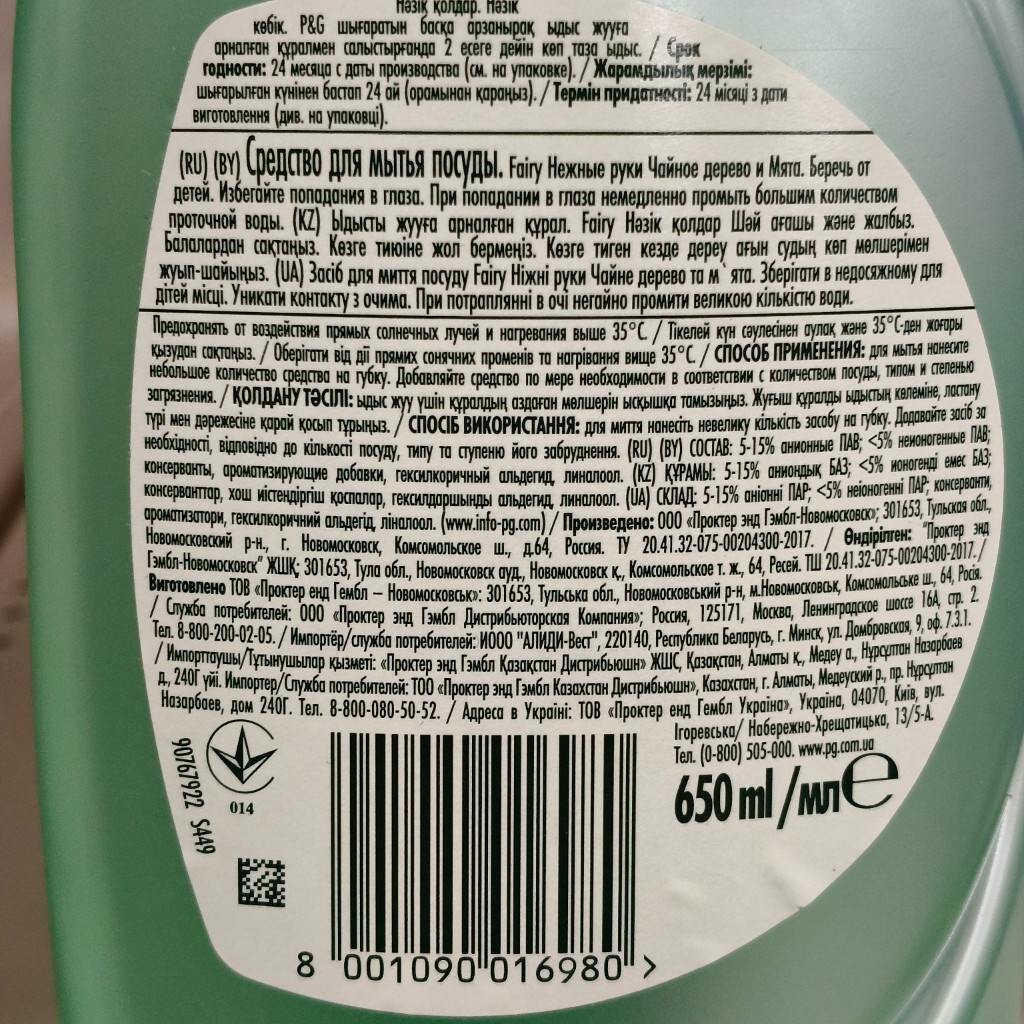 Нәзік қолдар. Нәзік
көбік. P&G шығаратын басқа арзанырақ ыдыс жууға
арналған құралмен салыстырғанда 2 есеге дейін көп таза ыдыс. / Срок
годности: 24 месяца с даты производства (см. на упаковке). / Жарамдылық мерзімі:
шығарылған күнінен бастап 24 ай (орамынан қараңыз). / Термін придатності: 24 місяці з дати
виготовлення (див. на упаковці).
(RU) (BY) Средство для мытья посуды. Fairy Нежные руки Чайное дерево и Мята. Беречь от
детей. Избегайте попадания в глаза. При попадании в глаза немедленно промыть большим количеством
проточной воды. (KZ) Ыдысты жууға арналған құрал. Fairy Нәзік қолдар Шәй ағашы және жалбыз.
Балалардан сақтаңыз. Көзге тиюіне жол бермеңіз. Көзге тиген кезде дереу ағын судың көп мөлшерімен
жуып-шайыңыз. (UA) Засіб для миття посуду Fairy Ніжні руки Чайне дерево та м`ята. Зберігати в недосяжному для
дітей місці. Уникати контакту з очима. При потраплянні в очі негайно промити великою кількістю води.
Предохранять от воздействия прямых солнечных лучей и нагревания выше 35°C. / Тікелей күн сәулесінен аулақ және 35°C-ден жоғары
қызудан сақтаңыз. / Оберігати від дії прямих сонячних променів та нагрівання вище 35°C. / СПОСОБ ПРИМЕНЕНИЯ: для мытья нанесите
небольшое количество средства на губку. Добавляйте средство по мере необходимости в соответствии с количеством посуды, типом и степенью
загрязнения. / ҚОЛДАНУ ТӘСІЛІ: ыдыс жуу үшін құралдың аздаған мөлшерін ысқышқа тамызыңыз. Жуғыш құралды ыдыстың көлеміне, ластану
түрі мен дәрежесіне қарай қосып тұрыңыз. / СПОСІБ ВИКОРИСТАННЯ: для миття нанесіть невелику кількість засобу на губку. Додавайте засіб за
необхідності, відповідно до кількості посуду, типу та ступеню його забруднення. (RU) (BY) СОСТАВ: 5-15% анионные ПАВ; <5% неионогенные ПАВ;
консерванты, ароматизирующие добавки, гексилкоричный альдегид, линалоол. (KZ) ҚҰРАМЫ: 5-15% аниондық БАЗ; <5% ионогенді емес БАЗ;
консерванттар, хош иістендіргіш қоспалар, гексилдаршынды альдегид, линалоол. (UA) СКЛАД: 5-15% аніонні ПАР; <5% неіоногенні ПАР; консерванти,
ароматизатори, гексилкоричний альдегід, ліналоол. (www.info-pg.com) / Произведено: ООО «Проктер энд Гэмбл-Новомосковск»; 301653, Тульская обл.,
Новомосковский р-н., г. Новомосковск, Комсомольское ш., д.64, Россия. ТУ 20.41.32-075-00204300-2017. / Өндірілген: "Проктер энд
Гэмбл-Новомосковск" ЖШҚ; 301653, Тула обл., Новомосковск ауд., Новомосковск қ., Комсомольское т. ж., 64, Ресей. ТШ 20.41.32-075-00204300-2017. /
Виготовлено ТОВ «Проктер енд Гембл – Новомосковськ»: 301653, Тульська обл., Новомосковський р-н, м.Новомосковськ, Комсомольське ш., 64, Росія.
/ Служба потребителей: ООО «Проктер энд Гэмбл Дистрибьюторская Компания»; Россия, 125171, Москва, Ленинградское шоссе 16А, стр. 2.
Тел. 8-800-200-02-05. / Импортёр/служба потребителей: ИООО "АЛИДИ-Вест", 220140, Республика Беларусь, г. Минск, ул. Домбровская, 9, оф. 7.3.1.
/ Импорттаушы/Тұтынушылар қызметі: «Проктер энд Гэмбл Қазақстан Дистрибьюшн» ЖШС, Қазақстан, Алматы қ., Медеу а., Нұрсұлтан Назарбаев
д., 240Г үйі. Импортер/Служба потребителей: ТОО «Проктер энд Гэмбл Казахстан Дистрибьюшн», Казахстан, г. Алматы, Медеуский р., пр. Нұрсұлтан
Назарбаев, дом 240Г. Тел. 8-800-080-50-52. / Адреса в Україні: ТОВ «Проктер енд Гембл Україна», Україна, 04070, Київ, вул.
Ігоревська/ Набережно-Хрещатицька, 13/5-А.
Тел. (0-800) 505-000. www.pg.com.ua
650 ml /мл ℮
90767922 S449
014
8 001090 016980 >